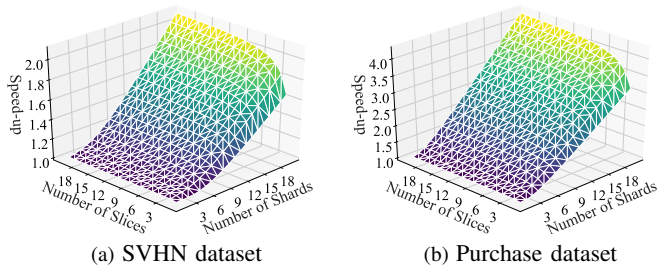 2.0
1.8
1.6
1.4
1.2
1.0
Speed-up
18 15 12 9 6 3
Number of Slices
3 6 9 12 15 18
Number of Shards
(a) SVHN dataset
4.0
3.5
3.0
2.5
2.0
1.5
1.0
Speed-up
18 15 12 9 6 3
Number of Slices
3 6 9 12 15 18
Number of Shards
(b) Purchase dataset